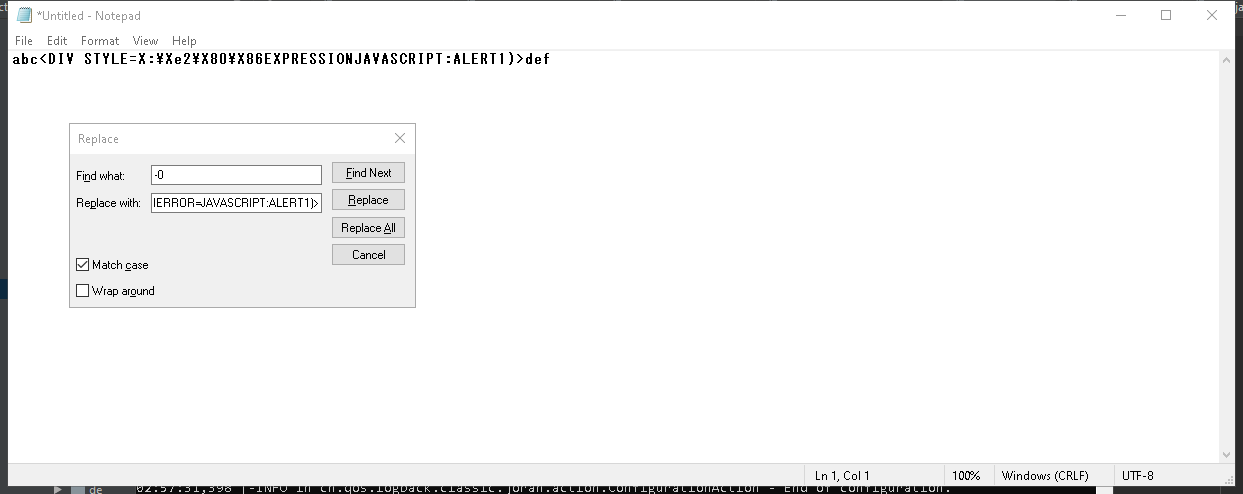 *Untitled - Notepad
File Edit Format View Help
abc<DIV STYLE=X:¥Xe2¥X80¥X86EXPRESSIONJAVASCRIPT:ALERT1)>def
Replace
Find what: -0 Find Next
Replace with: IERROR=JAVASCRIPT:ALERT1)> Replace
Replace All
Cancel
Match case
Wrap around
Ln 1, Col 1 100% Windows (CRLF) UTF-8
de 02:57:31,398 |-INFO in ch.qos.logback.classic.joran.action.ConfigurationAction - End of configuration.